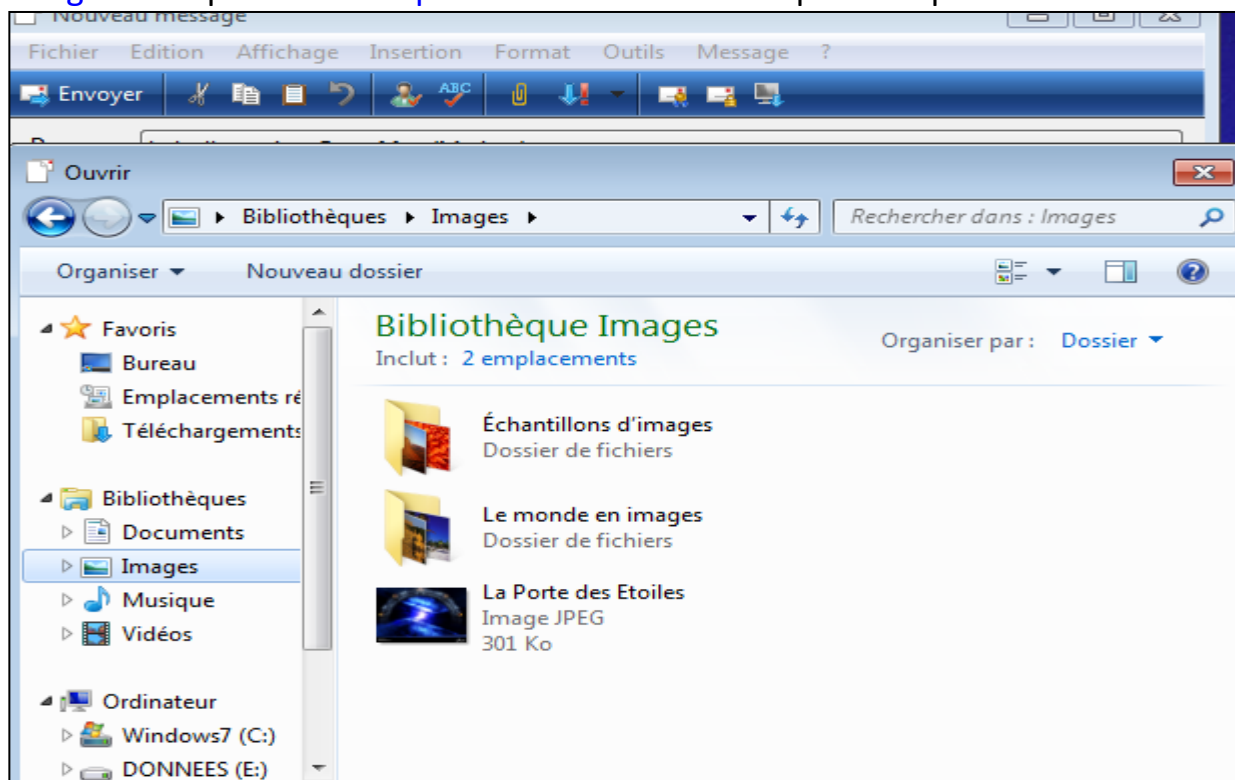 Nouveau message
Fichier Edition Affichage Insertion Format Outils Message ?
Envoyer ABC
Ouvrir
Bibliothèques Images Rechercher dans : Images
Organiser Nouveau dossier
Favoris
Bureau
Emplacements ré
Téléchargements
Bibliothèques
Documents
Images
Musique
Vidéos
Ordinateur
Windows7 (C:)
DONNEES (E:)
Bibliothèque Images
Inclut : 2 emplacements
Organiser par : Dossier
Échantillons d'images
Dossier de fichiers
Le monde en images
Dossier de fichiers
La Porte des Etoiles
Image JPEG
301 Ko